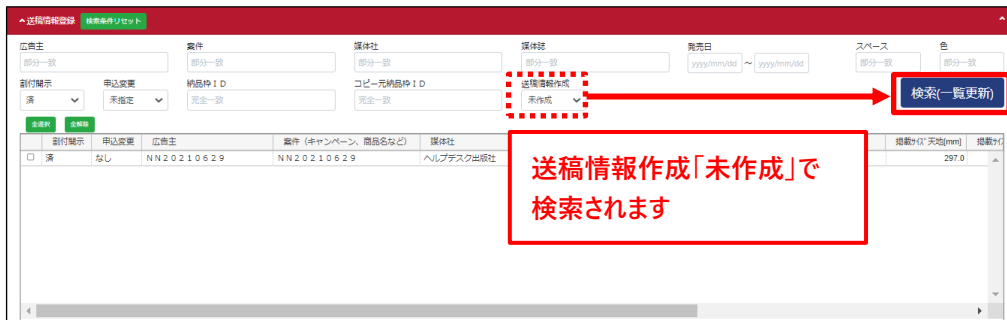 送稿情報登録 検索条件リセット
広告主 案件 媒体社 媒体誌 発売日 スペース 色
部分一致 部分一致 部分一致 部分一致 yyyy/mm/dd ～ yyyy/mm/dd 部分一致 部分一致
割付開示 申込変更 納品枠ＩＤ コピー元納品枠ＩＤ 送稿情報作成
済 未指定 完全一致 完全一致 未作成 検索(一覧更新)
全選択 全解除
割付開示 申込変更 広告主 案件（キャンペーン、商品名など） 媒体社 掲載ｻｲｽﾞ天地[mm] 掲載ｻｲｽﾞ
済 なし ＮＮ２０２１０６２９ ＮＮ２０２１０６２９ ヘルプデスク出版社 297.0
送稿情報作成「未作成」で
検索されます